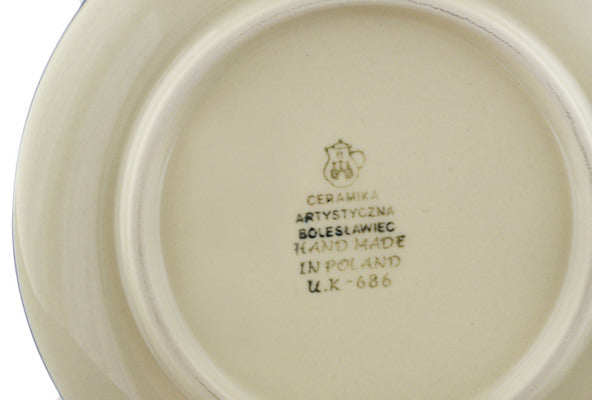 CERAMIKA
ARTYSTYCZNA
BOLESŁAWIEC
HAND MADE
IN POLAND
U.K-686